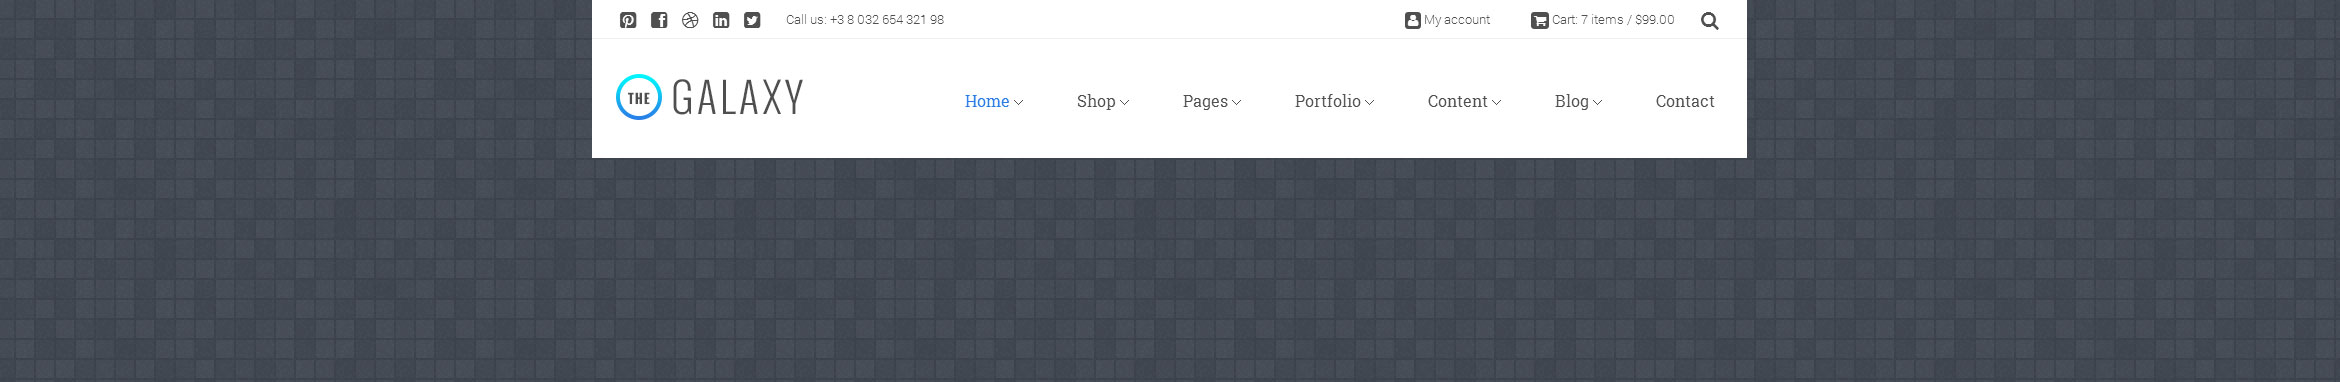 Call us: +3 8 032 654 321 98 My account Cart: 7 items / $99.00
THE GALAXY Home Shop Pages Portfolio Content Blog Contact